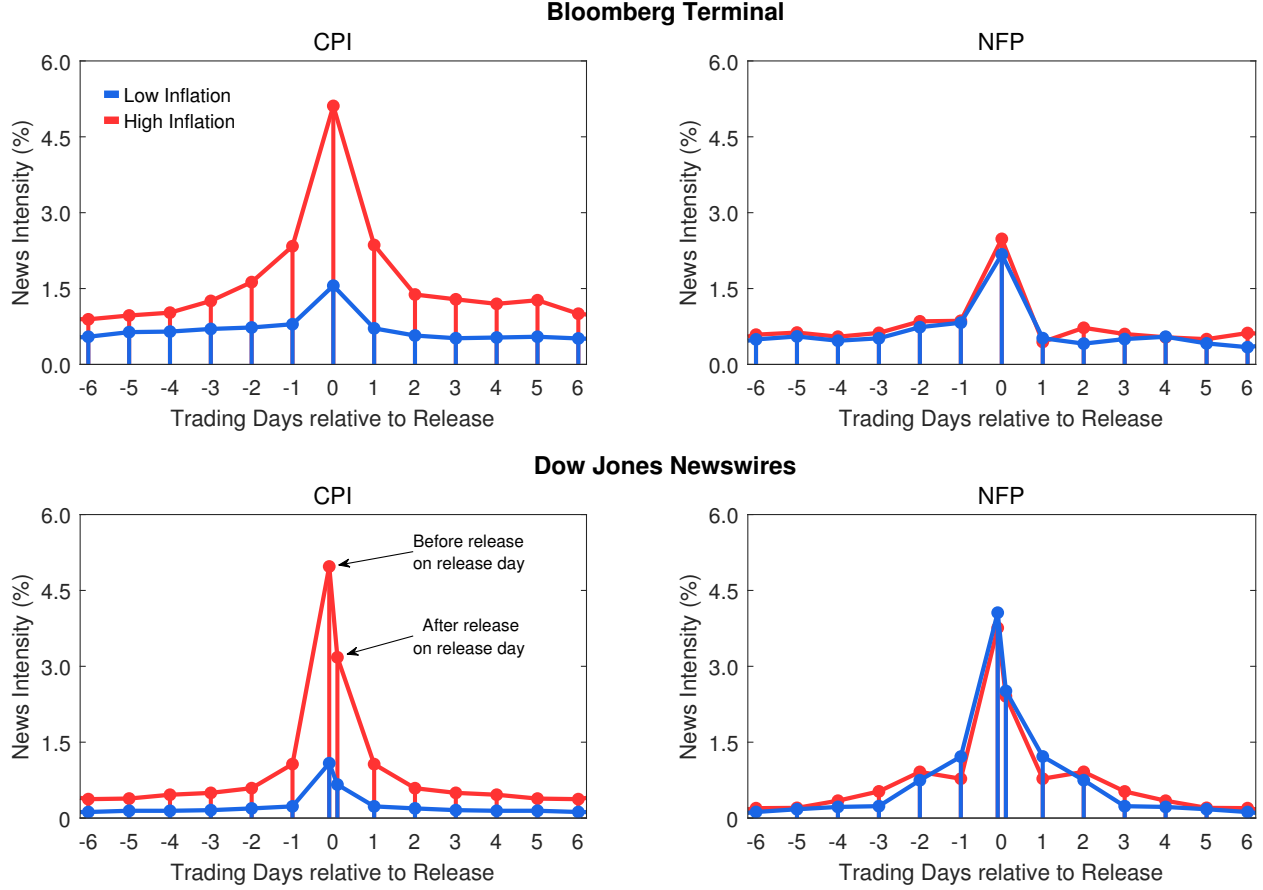 Bloomberg Terminal
CPI
6.0
4.5
3.0
1.5
0.0
News Intensity (%)
Low Inflation
High Inflation
-6 -5 -4 -3 -2 -1 0 1 2 3 4 5 6
Trading Days relative to Release
NFP
6.0
4.5
3.0
1.5
0.0
News Intensity (%)
-6 -5 -4 -3 -2 -1 0 1 2 3 4 5 6
Trading Days relative to Release
Dow Jones Newswires
CPI
6.0
4.5
3.0
1.5
0
News Intensity (%)
Before release
on release day
After release
on release day
-6 -5 -4 -3 -2 -1 0 1 2 3 4 5 6
Trading Days relative to Release
NFP
6.0
4.5
3.0
1.5
0
News Intensity (%)
-6 -5 -4 -3 -2 -1 0 1 2 3 4 5 6
Trading Days relative to Release